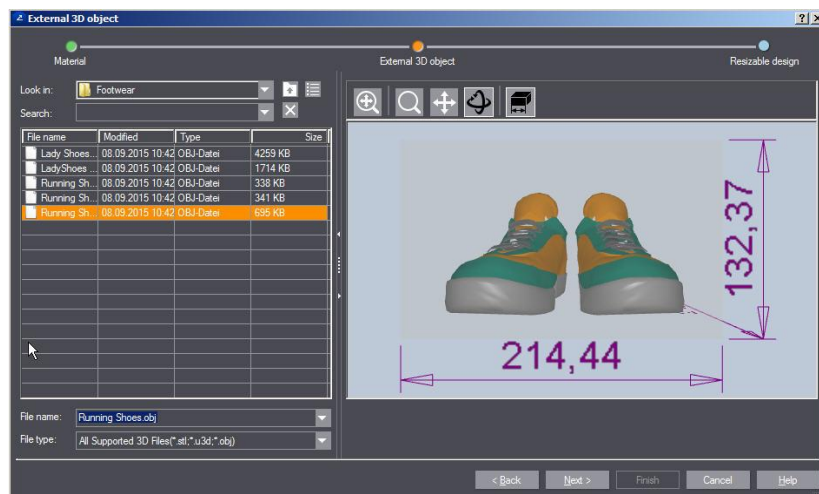 External 3D object
Material
External 3D object
Resizable design
Look in:
Footwear
Search:
File name Modified Type Size
Lady Shoes... 08.09.2015 10:42 OBJ-Datei 4259 KB
LadyShoes ... 08.09.2015 10:42 OBJ-Datei 1714 KB
Running Sh... 08.09.2015 10:42 OBJ-Datei 338 KB
Running Sh... 08.09.2015 10:42 OBJ-Datei 341 KB
Running Sh... 08.09.2015 10:42 OBJ-Datei 695 KB
132,37
214,44
File name: Running Shoes.obj
File type: All Supported 3D Files(*.stl;*.u3d;*.obj)
< Back Next > Finish Cancel Help